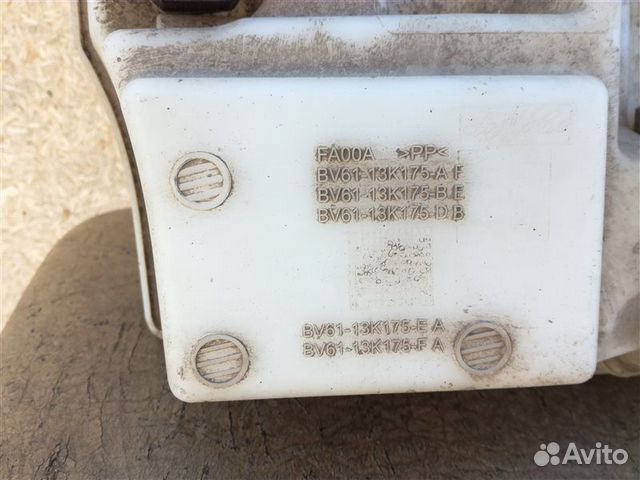 FA00A >PP<
BV61-13K175-A F
BV61-13K175-B E
BV61-13K175-D B
BV61-13K175-E A
BV61-13K175-F A
Avito